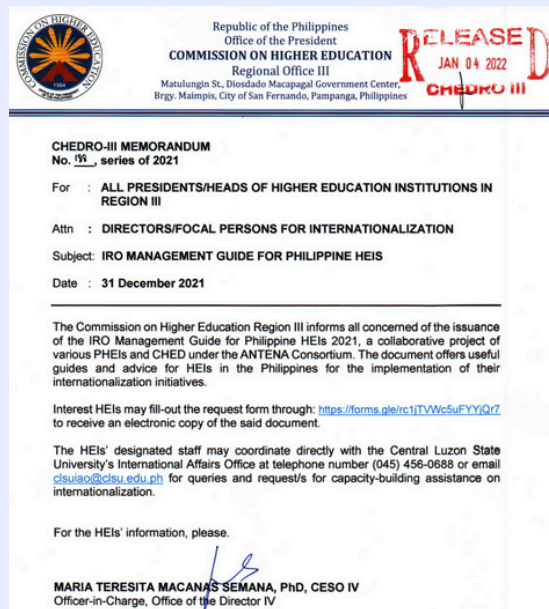 Republic of the Philippines
Office of the President
COMMISSION ON HIGHER EDUCATION
Regional Office III
Matulungin St., Diosdado Macapagal Government Center,
Brgy. Maimpis, City of San Fernando, Pampanga, Philippines
RELEASED
JAN 04 2022
CHEDRO III
CHEDRO-III MEMORANDUM
No. , series of 2021
For : ALL PRESIDENTS/HEADS OF HIGHER EDUCATION INSTITUTIONS IN
REGION III
Attn : DIRECTORS/FOCAL PERSONS FOR INTERNATIONALIZATION
Subject: IRO MANAGEMENT GUIDE FOR PHILIPPINE HEIS
Date : 31 December 2021
The Commission on Higher Education Region III informs all concerned of the issuance
of the IRO Management Guide for Philippine HEIs 2021, a collaborative project of
various PHEIs and CHED under the ANTENA Consortium. The document offers useful
guides and advice for HEIs in the Philippines for the implementation of their
internationalization initiatives.
Interest HEIs may fill-out the request form through: https://forms.gle/rc1jTVWc5uFYYjQr7
to receive an electronic copy of the said document.
The HEIs' designated staff may coordinate directly with the Central Luzon State
University's International Affairs Office at telephone number (045) 456-0688 or email
clsuiao@clsu.edu.ph for queries and request/s for capacity-building assistance on
internationalization.
For the HEIs' information, please.
MARIA TERESITA MACANAS SEMANA, PhD, CESO IV
Officer-in-Charge, Office of the Director IV